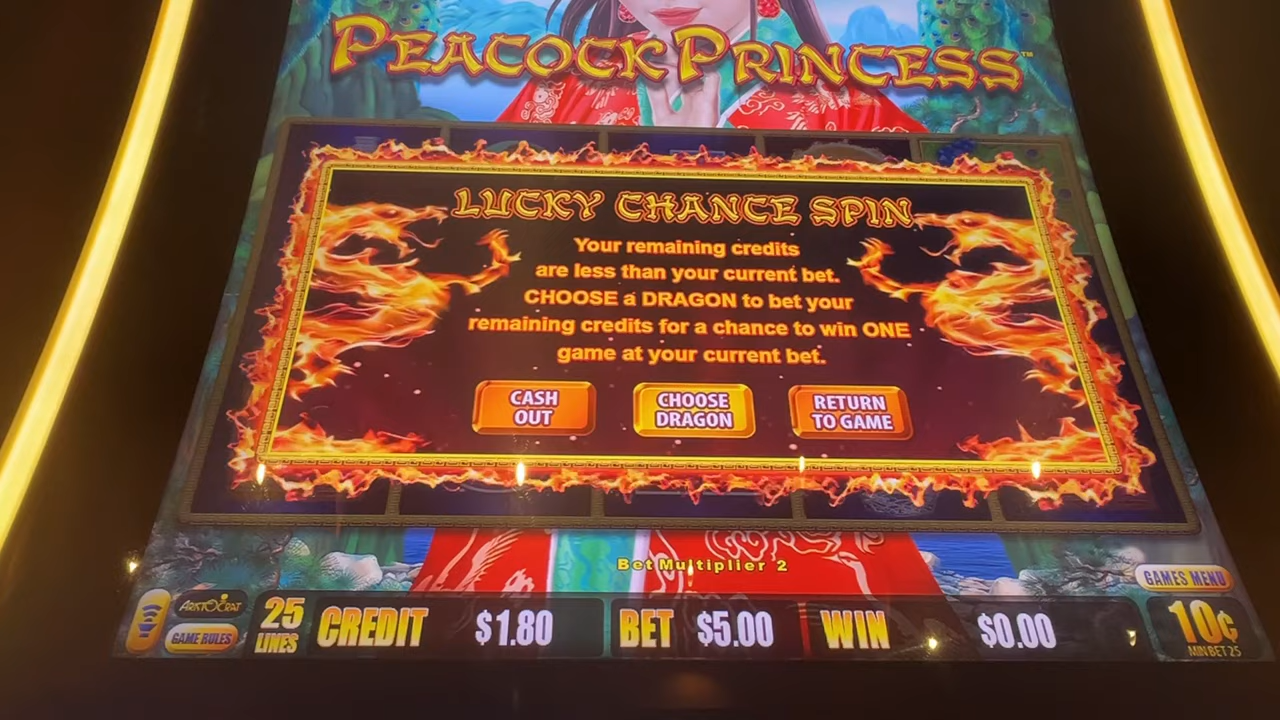 PEACOCK PRINCESS™
LUCKY CHANCE SPIN
Your remaining credits
are less than your current bet.
CHOOSE a DRAGON to bet your
remaining credits for a chance to win ONE
game at your current bet.
CASH OUT
CHOOSE DRAGON
RETURN TO GAME
Bet Multiplier 2
GAMES MENU
ARISTOCRAT
GAME RULES
25 LINES
CREDIT $1.80
BET $5.00
WIN $0.00
10¢
MIN BET 25